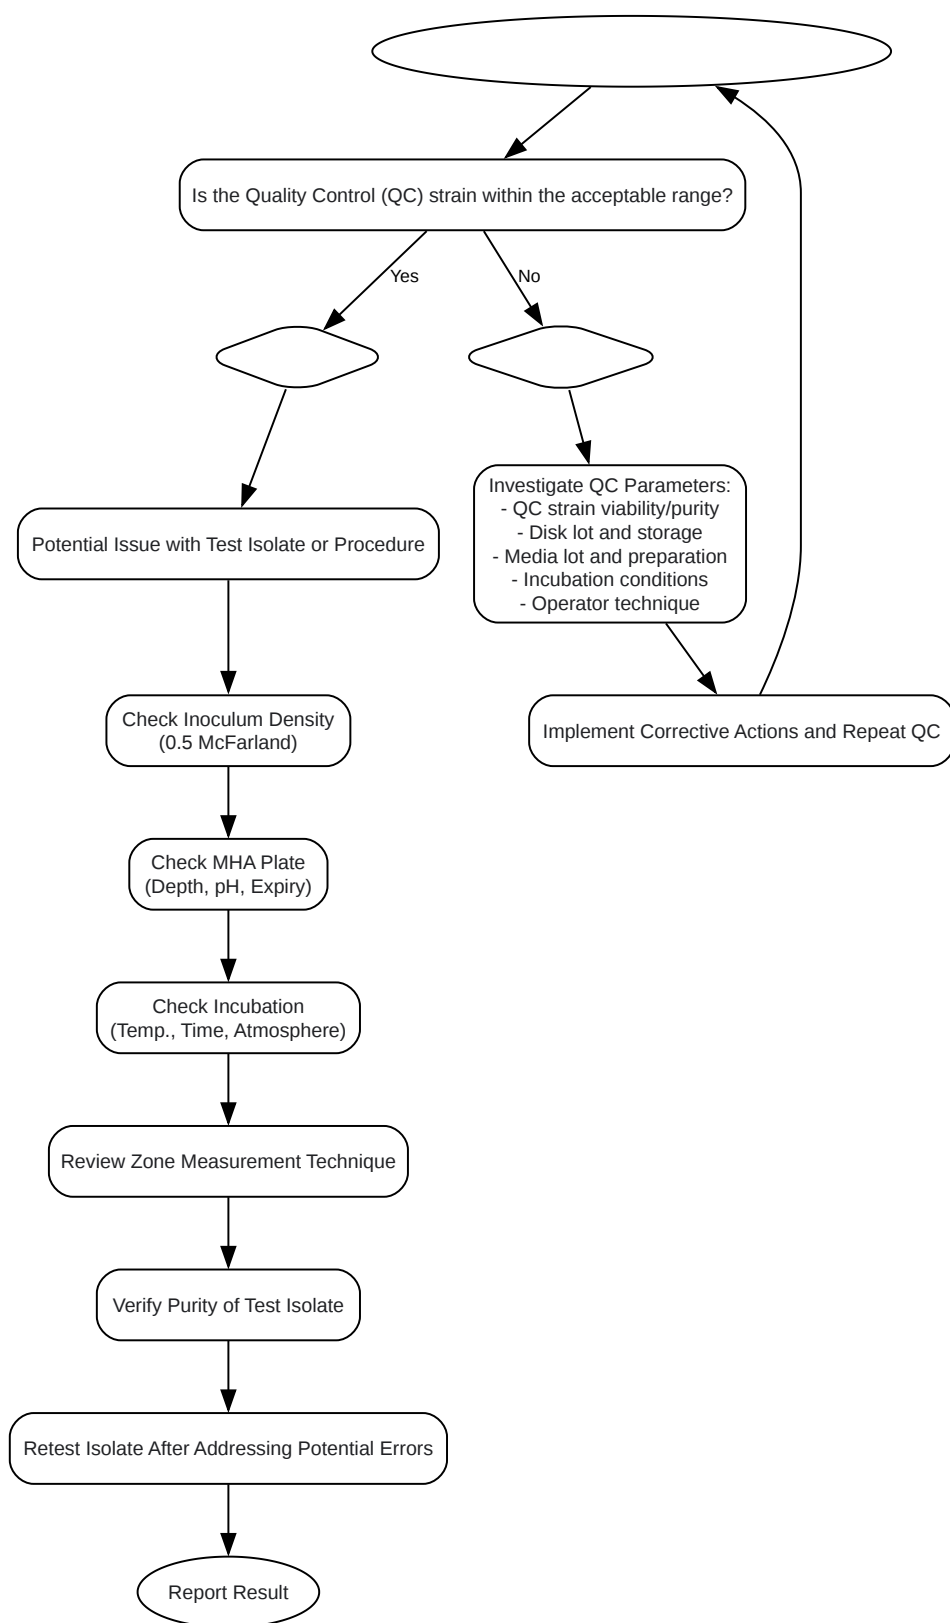 Is the Quality Control (QC) strain within the acceptable range?
Yes
No
Investigate QC Parameters:
- QC strain viability/purity
- Disk lot and storage
- Media lot and preparation
- Incubation conditions
- Operator technique
Potential Issue with Test Isolate or Procedure
Implement Corrective Actions and Repeat QC
Check Inoculum Density
(0.5 McFarland)
Check MHA Plate
(Depth, pH, Expiry)
Check Incubation
(Temp., Time, Atmosphere)
Review Zone Measurement Technique
Verify Purity of Test Isolate
Retest Isolate After Addressing Potential Errors
Report Result